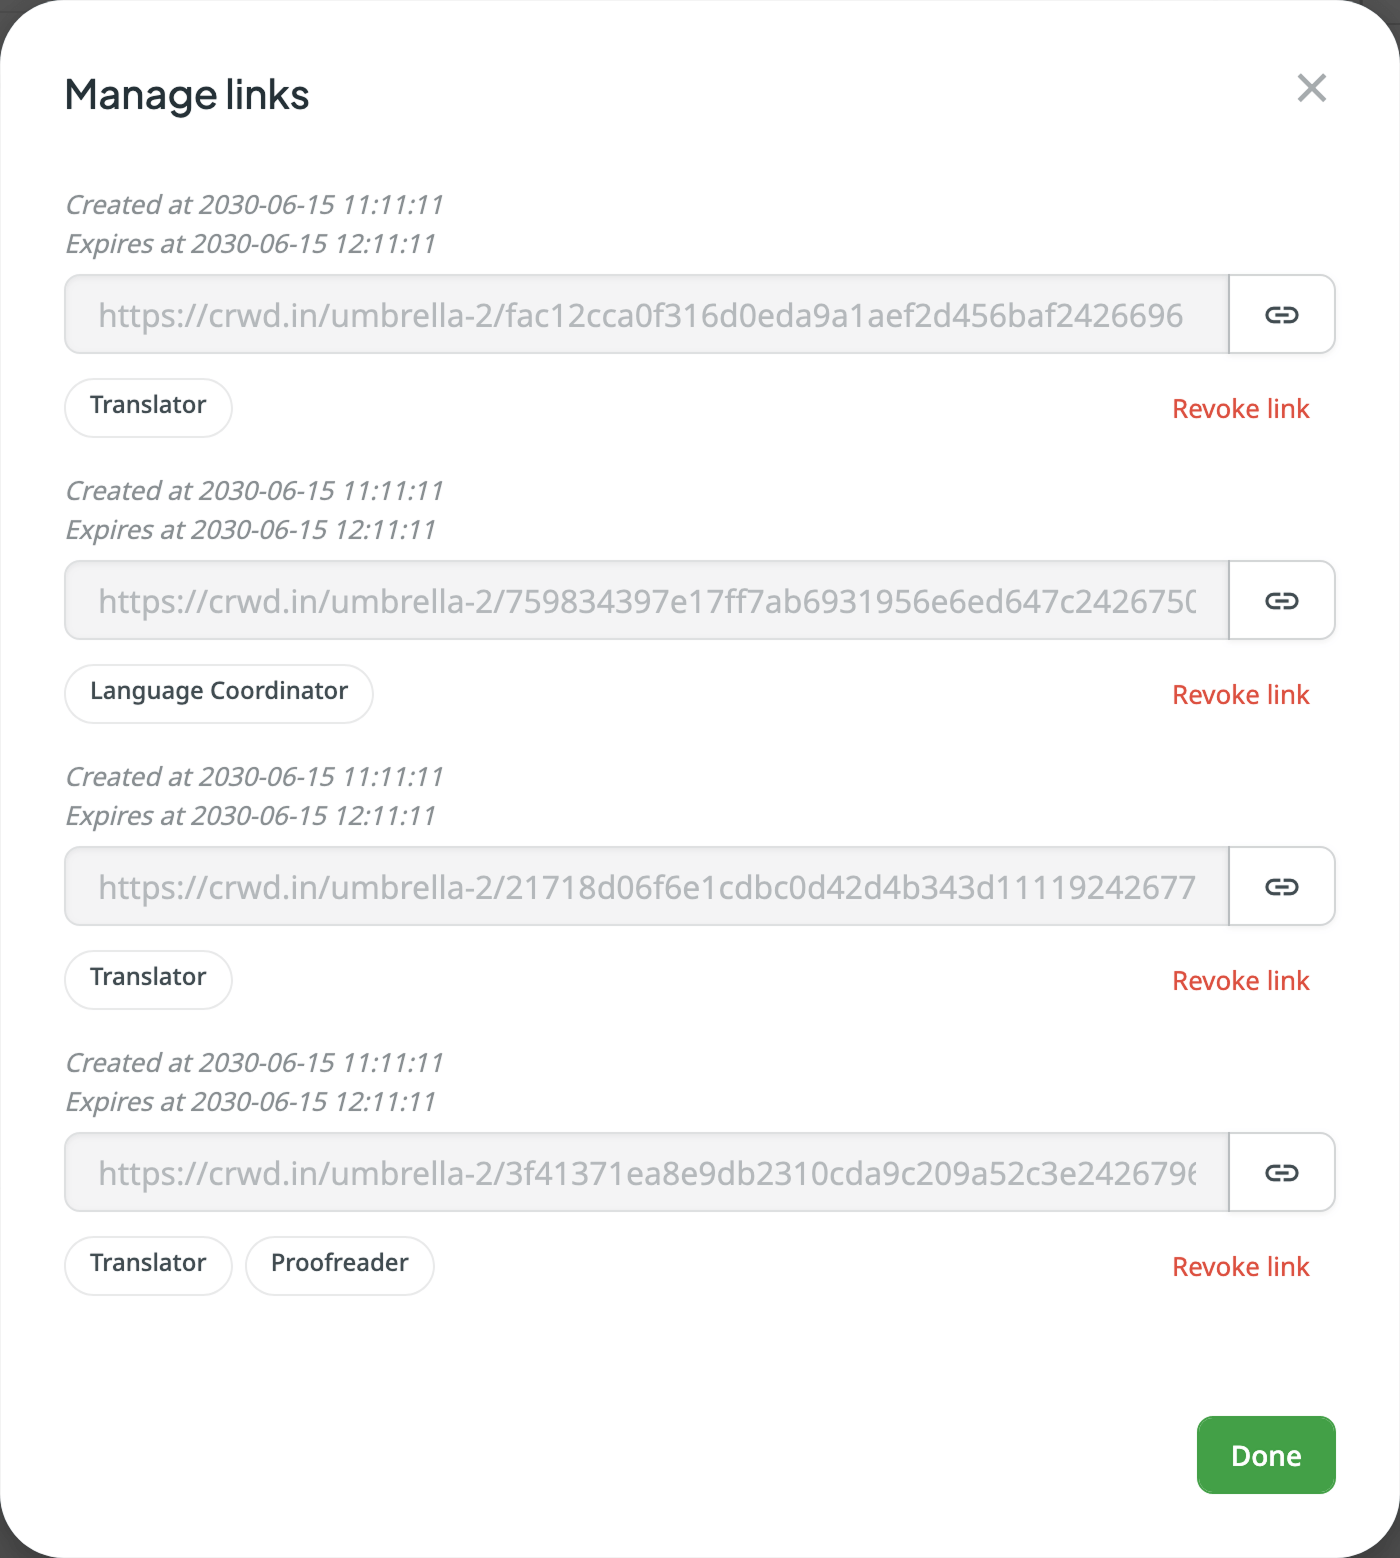 Manage links
Created at 2030-06-15 11:11:11
Expires at 2030-06-15 12:11:11
https://crwd.in/umbrella-2/fac12cca0f316d0eda9a1aef2d456baf2426696
Translator
Revoke link
Created at 2030-06-15 11:11:11
Expires at 2030-06-15 12:11:11
https://crwd.in/umbrella-2/759834397e17ff7ab6931956e6ed647c2426750
Language Coordinator
Revoke link
Created at 2030-06-15 11:11:11
Expires at 2030-06-15 12:11:11
https://crwd.in/umbrella-2/21718d06f6e1cdbc0d42d4b343d11119242677
Translator
Revoke link
Created at 2030-06-15 11:11:11
Expires at 2030-06-15 12:11:11
https://crwd.in/umbrella-2/3f41371ea8e9db2310cda9c209a52c3e2426796
Translator Proofreader
Revoke link
Done